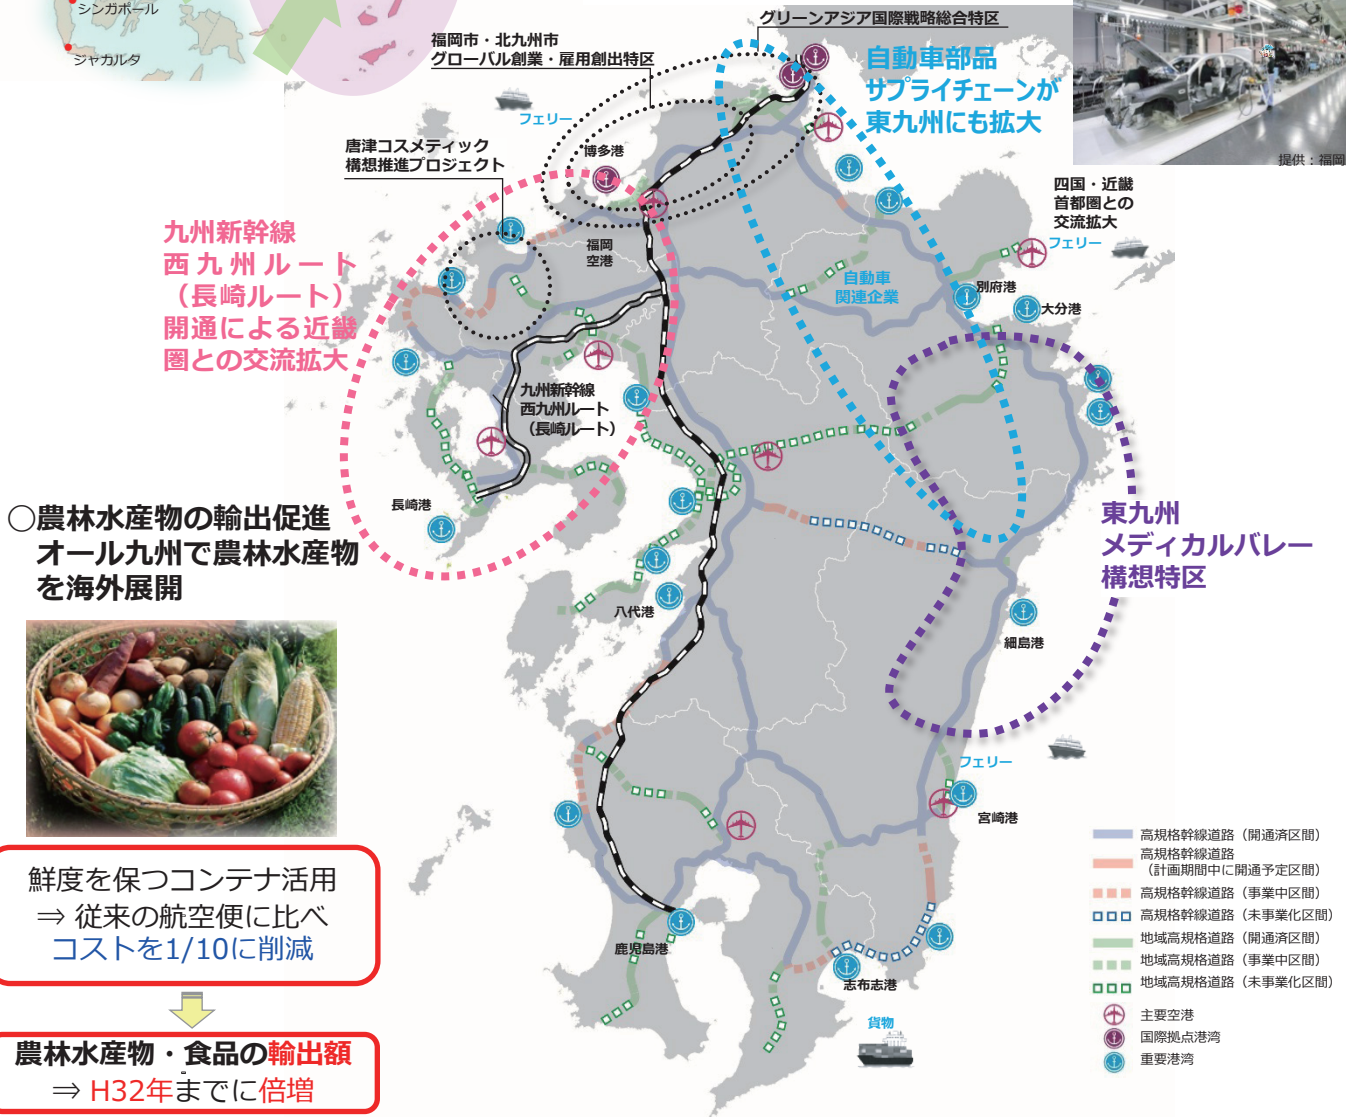 シンガポール
ジャカルタ
福岡市・北九州市
グローバル創業・雇用創出特区
グリーンアジア国際戦略総合特区
自動車部品
サプライチェーンが
東九州にも拡大
提供：福岡
フェリー
唐津コスメティック
構想推進プロジェクト
博多港
四国・近畿
首都圏との
交流拡大
フェリー
九州新幹線
西九州ルート
（長崎ルート）
開通による近畿
圏との交流拡大
福岡
空港
自動車
関連企業
別府港
大分港
九州新幹線
西九州ルート
（長崎ルート）
長崎港
○農林水産物の輸出促進
オール九州で農林水産物
を海外展開
東九州
メディカルバレー
構想特区
八代港
細島港
フェリー
宮崎港
鮮度を保つコンテナ活用
⇒ 従来の航空便に比べ
コストを1/10に削減
農林水産物・食品の輸出額
⇒ H32年までに倍増
鹿児島港
志布志港
貨物
高規格幹線道路（開通済区間）
高規格幹線道路
（計画期間中に開通予定区間）
高規格幹線道路（事業中区間）
高規格幹線道路（未事業化区間）
地域高規格道路（開通済区間）
地域高規格道路（事業中区間）
地域高規格道路（未事業化区間）
主要空港
国際拠点港湾
重要港湾